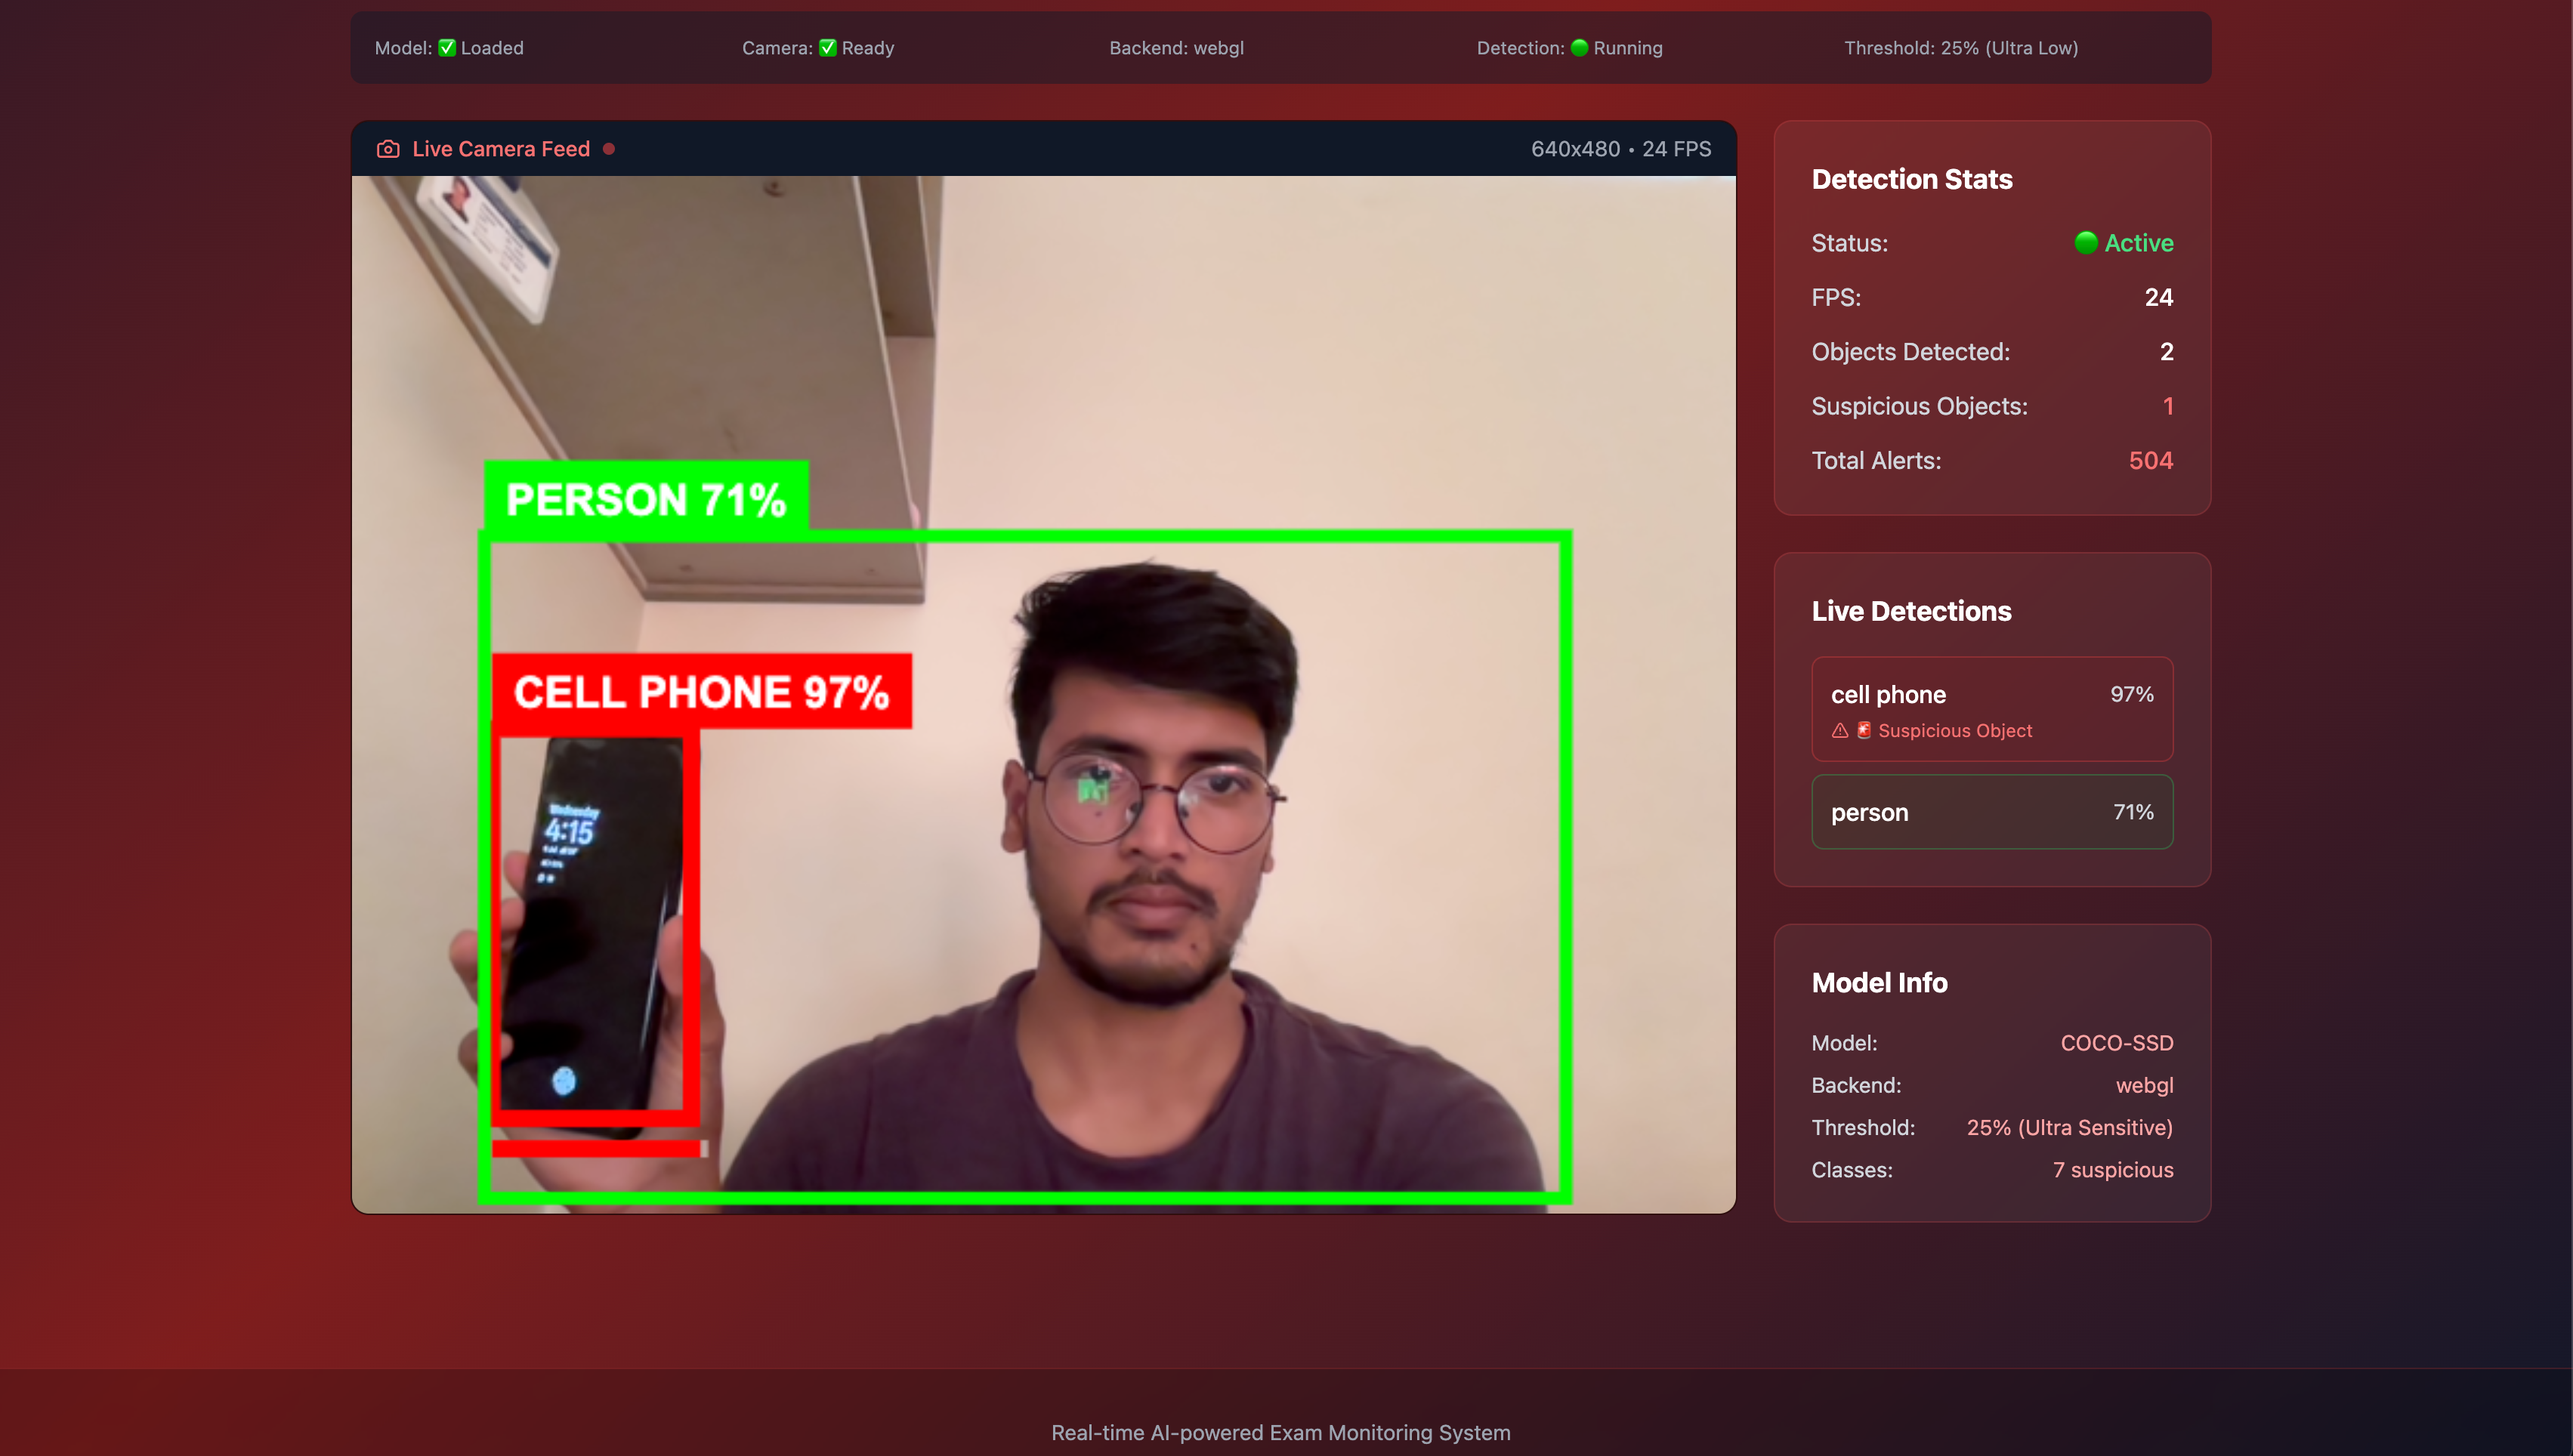 Model: ✅ Loaded
Camera: ✅ Ready
Backend: webgl
Detection: 🟢 Running
Threshold: 25% (Ultra Low)
Live Camera Feed
640x480 • 24 FPS
PERSON 71%
CELL PHONE 97%
Wednesday
4:15
Detection Stats
Status: 🟢 Active
FPS: 24
Objects Detected: 2
Suspicious Objects: 1
Total Alerts: 504
Live Detections
cell phone 97%
⚠ 🚨 Suspicious Object
person 71%
Model Info
Model: COCO-SSD
Backend: webgl
Threshold: 25% (Ultra Sensitive)
Classes: 7 suspicious
Real-time AI-powered Exam Monitoring System